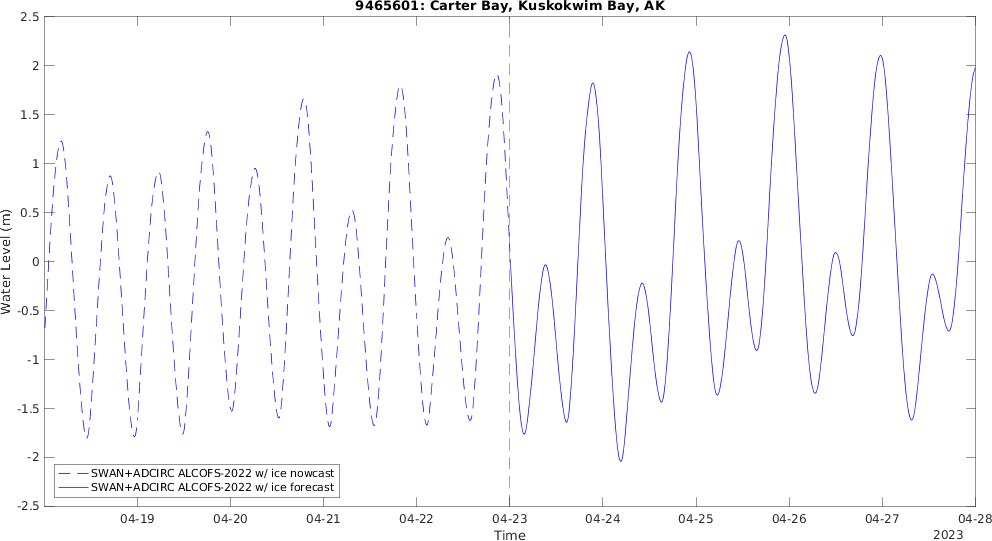 9465601: Carter Bay, Kuskokwim Bay, AK
2.5
2
1.5
1
0.5
0
-0.5
-1
-1.5
-2
-2.5
Water Level (m)
SWAN+ADCIRC ALCOFS-2022 w/ ice nowcast
SWAN+ADCIRC ALCOFS-2022 w/ ice forecast
04-19 04-20 04-21 04-22 04-23 04-24 04-25 04-26 04-27 04-28
Time
2023